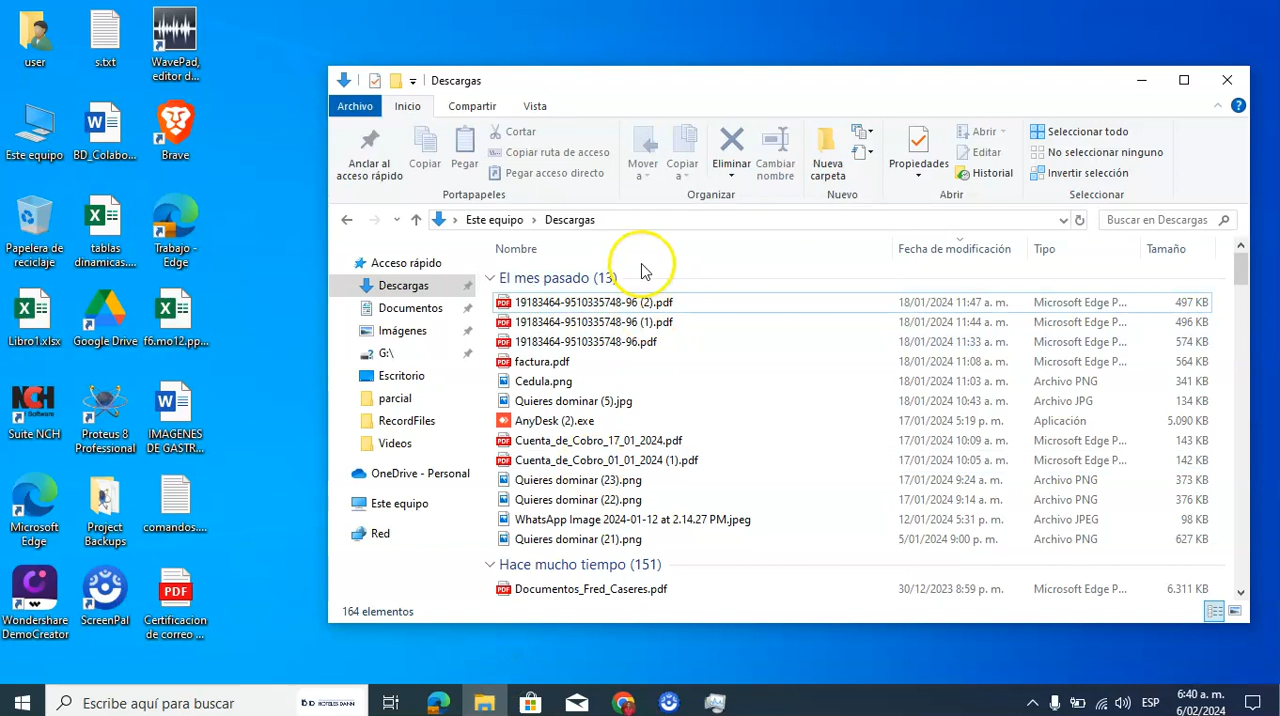 user
s.txt
WavePad,
editor d...
Este equipo
BD_Colabo...
Brave
Papelera de
reciclaje
tablas
dinamicas....
Trabajo -
Edge
Libro1.xlsx
Google Drive
f6.mo12.pp...
Suite NCH
Proteus 8
Professional
IMAGENES
DE GASTR...
Microsoft
Edge
Project
Backups
comandos....
Wondershare
DemoCreator
ScreenPal
Certificacion
de correo ...
Descargas
Archivo Inicio Compartir Vista
Anclar al
acceso rápido
Copiar
Pegar
Cortar
Copiar ruta de acceso
Pegar acceso directo
Portapapeles
Mover
a
Copiar
a
Eliminar
Cambiar
nombre
Organizar
Nueva
carpeta
Nuevo
Propiedades
Abrir
Editar
Historial
Abrir
Seleccionar todo
No seleccionar ninguno
Invertir selección
Seleccionar
Este equipo > Descargas
Buscar en Descargas
Acceso rápido
Descargas
Documentos
Imágenes
G:\
Escritorio
parcial
RecordFiles
Videos
OneDrive - Personal
Este equipo
Red
Nombre Fecha de modificación Tipo Tamaño
El mes pasado (13)
19183464-9510335748-96 (2).pdf 18/01/2024 11:47 a. m. Microsoft Edge P... 497 KB
19183464-9510335748-96 (1).pdf 18/01/2024 11:44 a. m. Microsoft Edge P... 496 KB
19183464-9510335748-96.pdf 18/01/2024 11:33 a. m. Microsoft Edge P... 574 KB
factura.pdf 18/01/2024 11:08 a. m. Microsoft Edge P... 564 KB
Cedula.png 18/01/2024 11:03 a. m. Archivo PNG 341 KB
Quieres dominar (5).jpg 18/01/2024 10:43 a. m. Archivo JPG 134 KB
AnyDesk (2).exe 17/01/2024 5:19 p. m. Aplicación 5.090 KB
Cuenta_de_Cobro_17_01_2024.pdf 17/01/2024 10:09 a. m. Microsoft Edge P... 143 KB
Cuenta_de_Cobro_01_01_2024 (1).pdf 17/01/2024 10:05 a. m. Microsoft Edge P... 142 KB
Quieres dominar (23).png 17/01/2024 9:24 a. m. Archivo PNG 373 KB
Quieres dominar (22).png 17/01/2024 9:14 a. m. Archivo PNG 376 KB
WhatsApp Image 2024-01-12 at 2.14.27 PM.jpeg 12/01/2024 5:31 p. m. Archivo JPEG 98 KB
Quieres dominar (21).png 5/01/2024 9:00 p. m. Archivo PNG 627 KB
Hace mucho tiempo (151)
Documentos_Fred_Caseres.pdf 30/12/2023 8:59 p. m. Microsoft Edge P... 6.311 KB
164 elementos
Escribe aquí para buscar
HOTELES DANN
ESP
6:40 a. m.
6/02/2024